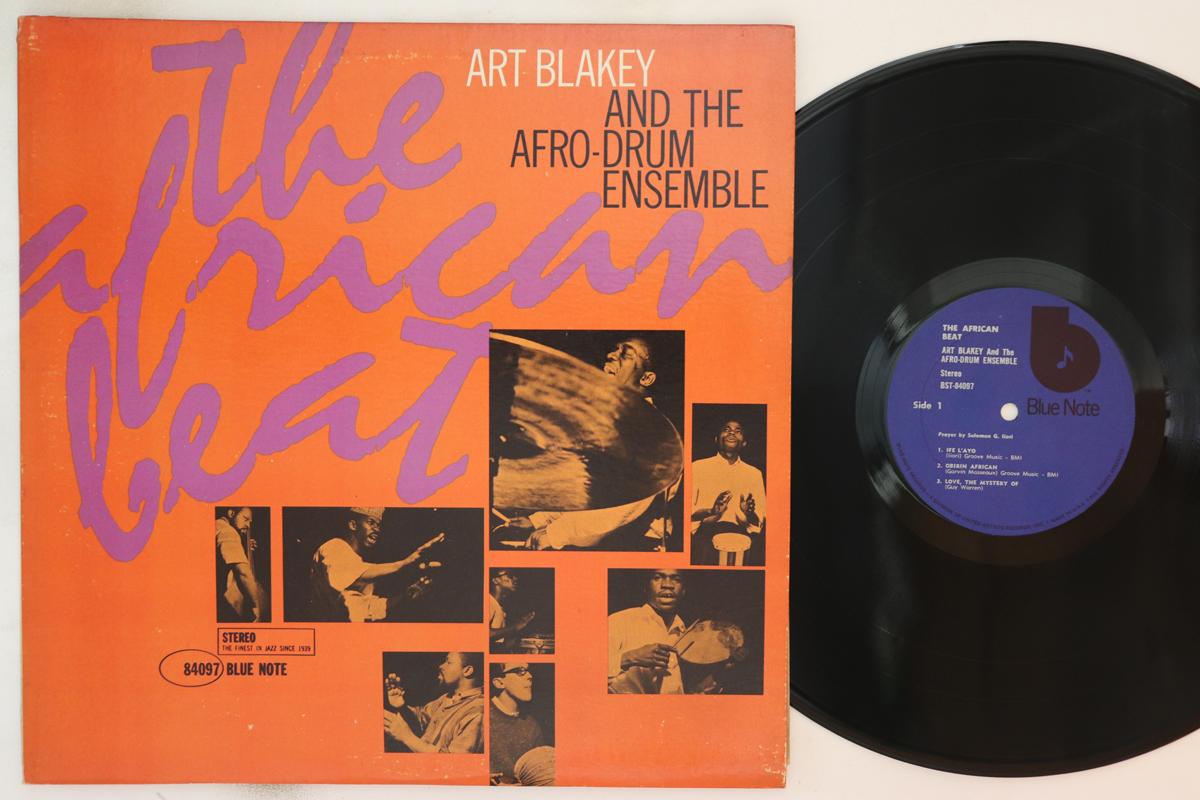 the
african
beat
ART BLAKEY
AND THE
AFRO-DRUM
ENSEMBLE
STEREO
THE FINEST IN JAZZ SINCE 1939
84097 BLUE NOTE
THE AFRICAN
BEAT
ART BLAKEY And The
AFRO-DRUM ENSEMBLE
Stereo
BST-84097
Side 1
b
Blue Note
Prayer by Solomon G. Ilori
1. IFE L'AYO
(Ilori) Groove Music - BMI
2. OBIRIN AFRICAN
(Garvin Masseaux) Groove Music - BMI
3. LOVE, THE MYSTERY OF
(Guy Warren)